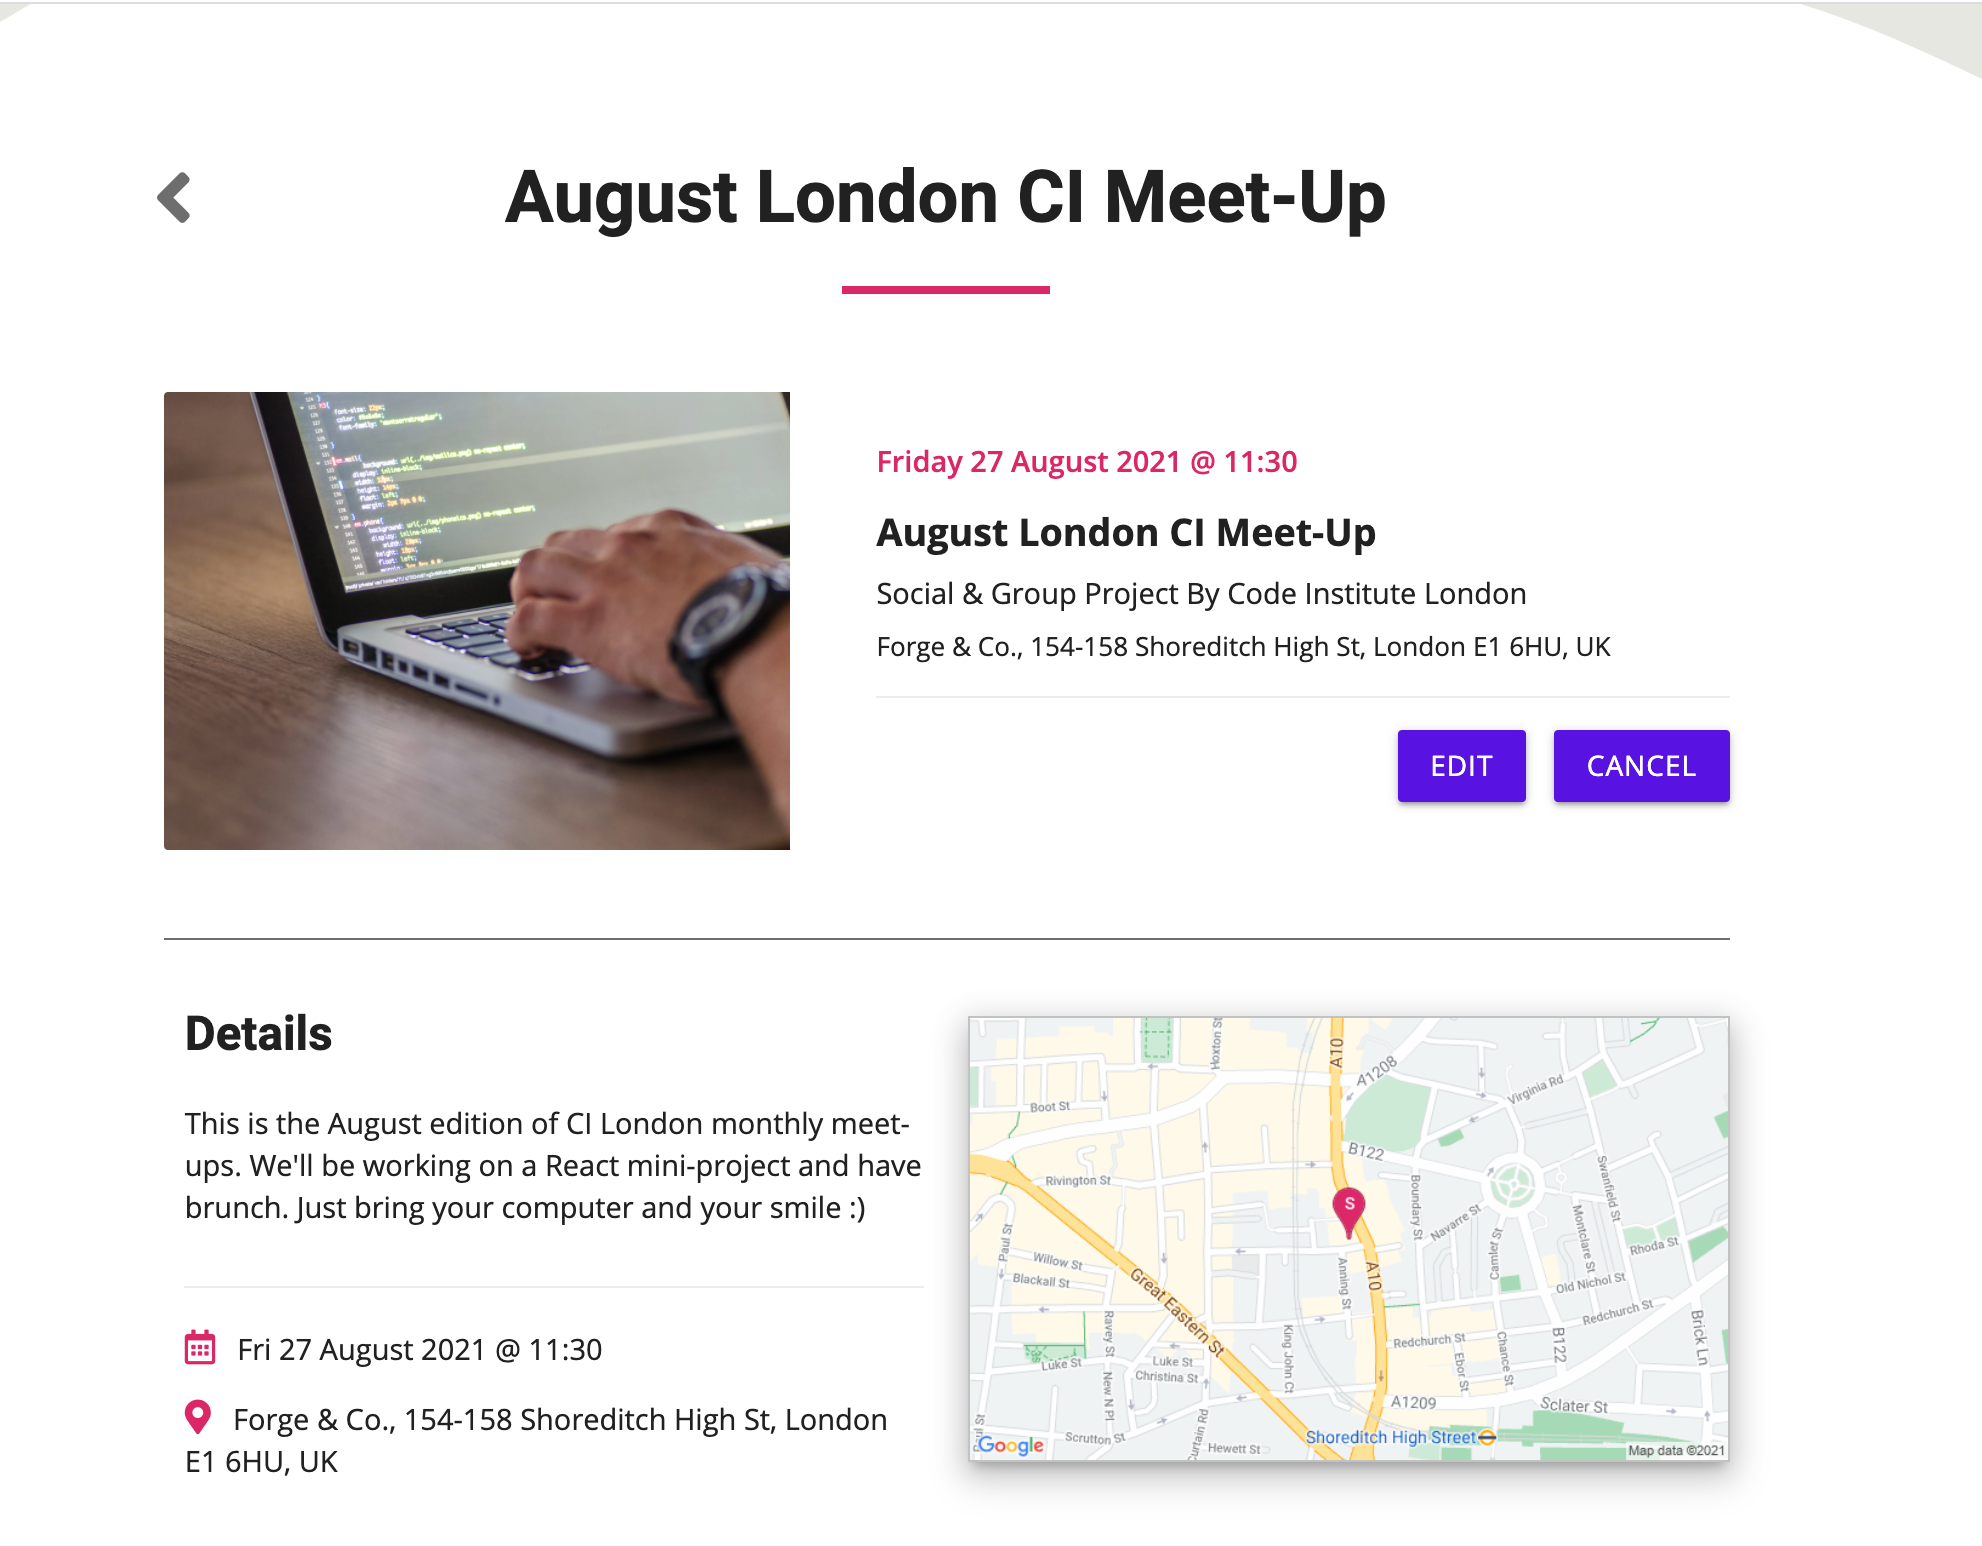 August London CI Meet-Up
Friday 27 August 2021 @ 11:30
August London CI Meet-Up
Social & Group Project By Code Institute London
Forge & Co., 154-158 Shoreditch High St, London E1 6HU, UK
EDIT
CANCEL
Details
This is the August edition of CI London monthly meet-
ups. We'll be working on a React mini-project and have
brunch. Just bring your computer and your smile :)
Fri 27 August 2021 @ 11:30
Forge & Co., 154-158 Shoreditch High St, London
E1 6HU, UK
Hoxton St
A10
A1208
Virginia Rd
Boot St
B122
Rivington St
Swanfield St
Boundary St
S
Navarre St
Montclare St
Paul St
Camlet St
Rhoda St
Willow St
Blackall St
Anning St
A10
Old Nichol St
Great Eastern St
Redchurch St
Ravey St
King John Ct
Redchurch St
B122
Brick Ln
Chance St
Ebor St
Luke St
Luke St
Christina St
New N Pl
A1209
Sclater St
Paul St
Scrutton St
Curtain Rd
Hewett St
Shoreditch High Street
Google
Map data ©2021